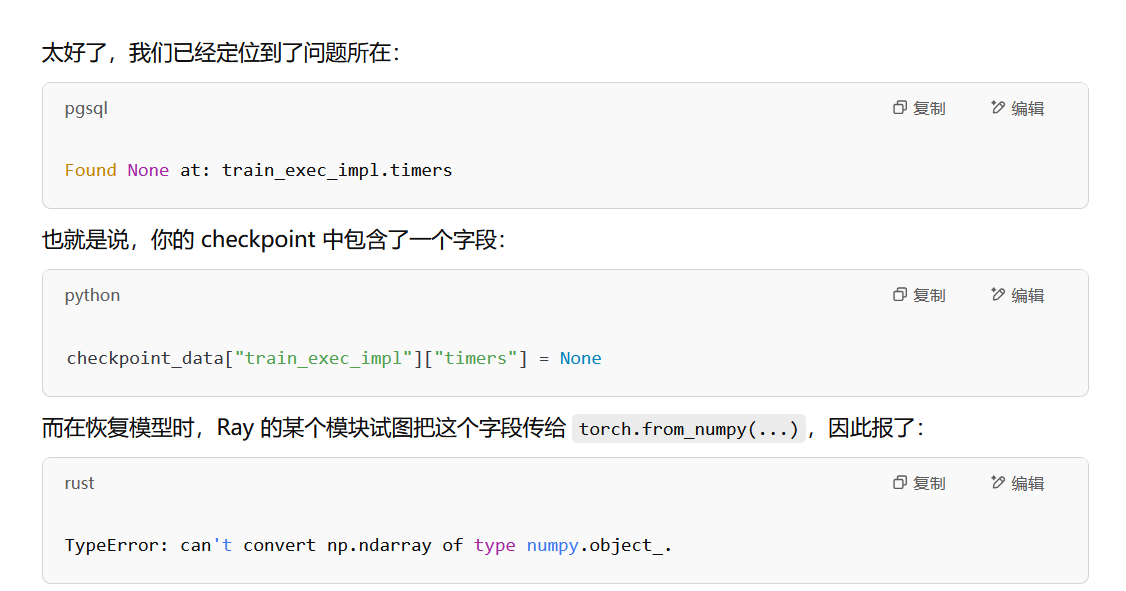 太好了，我们已经定位到了问题所在：
pgsql 复制 编辑
Found None at: train_exec_impl.timers
也就是说，你的 checkpoint 中包含了一个字段：
python 复制 编辑
checkpoint_data["train_exec_impl"]["timers"] = None
而在恢复模型时，Ray 的某个模块试图把这个字段传给 torch.from_numpy(...)，因此报了：
rust 复制 编辑
TypeError: can't convert np.ndarray of type numpy.object_.